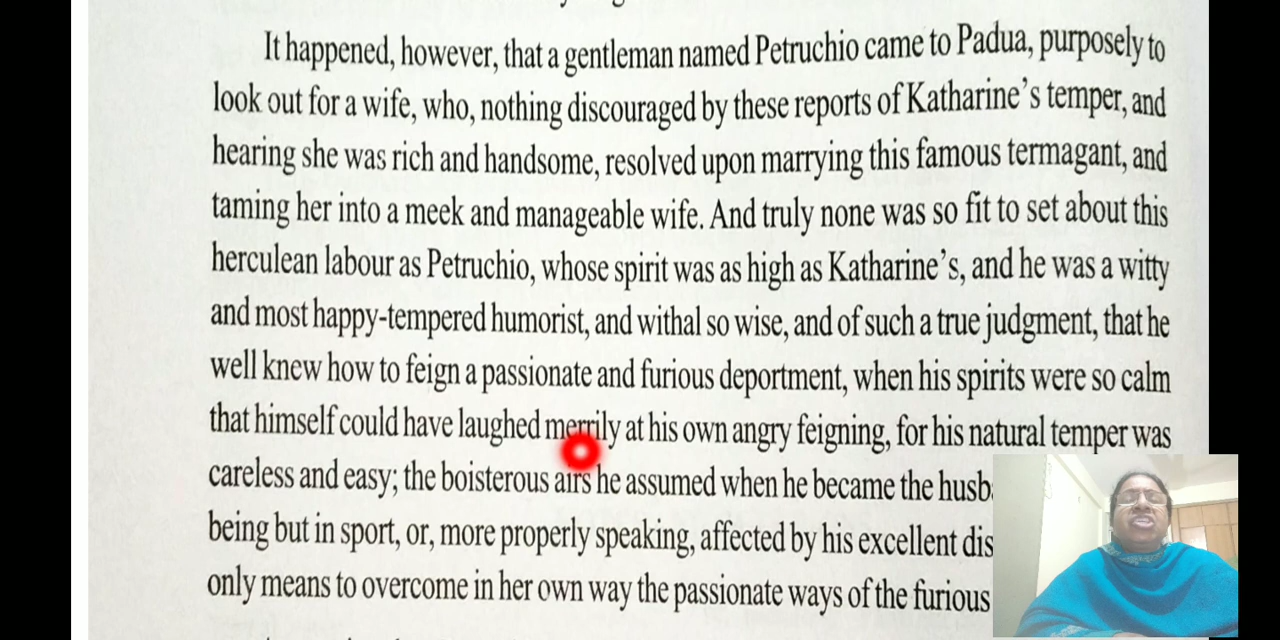 It happened, however, that a gentleman named Petruchio came to Padua, purposely to
look out for a wife, who, nothing discouraged by these reports of Katharine's temper, and
hearing she was rich and handsome, resolved upon marrying this famous termagant, and
taming her into a meek and manageable wife. And truly none was so fit to set about this
herculean labour as Petruchio, whose spirit was as high as Katharine's, and he was a witty
and most happy-tempered humorist, and withal so wise, and of such a true judgment, that he
well knew how to feign a passionate and furious deportment, when his spirits were so calm
that himself could have laughed merrily at his own angry feigning, for his natural temper was
careless and easy; the boisterous airs he assumed when he became the husb
being but in sport, or, more properly speaking, affected by his excellent dis
only means to overcome in her own way the passionate ways of the furious